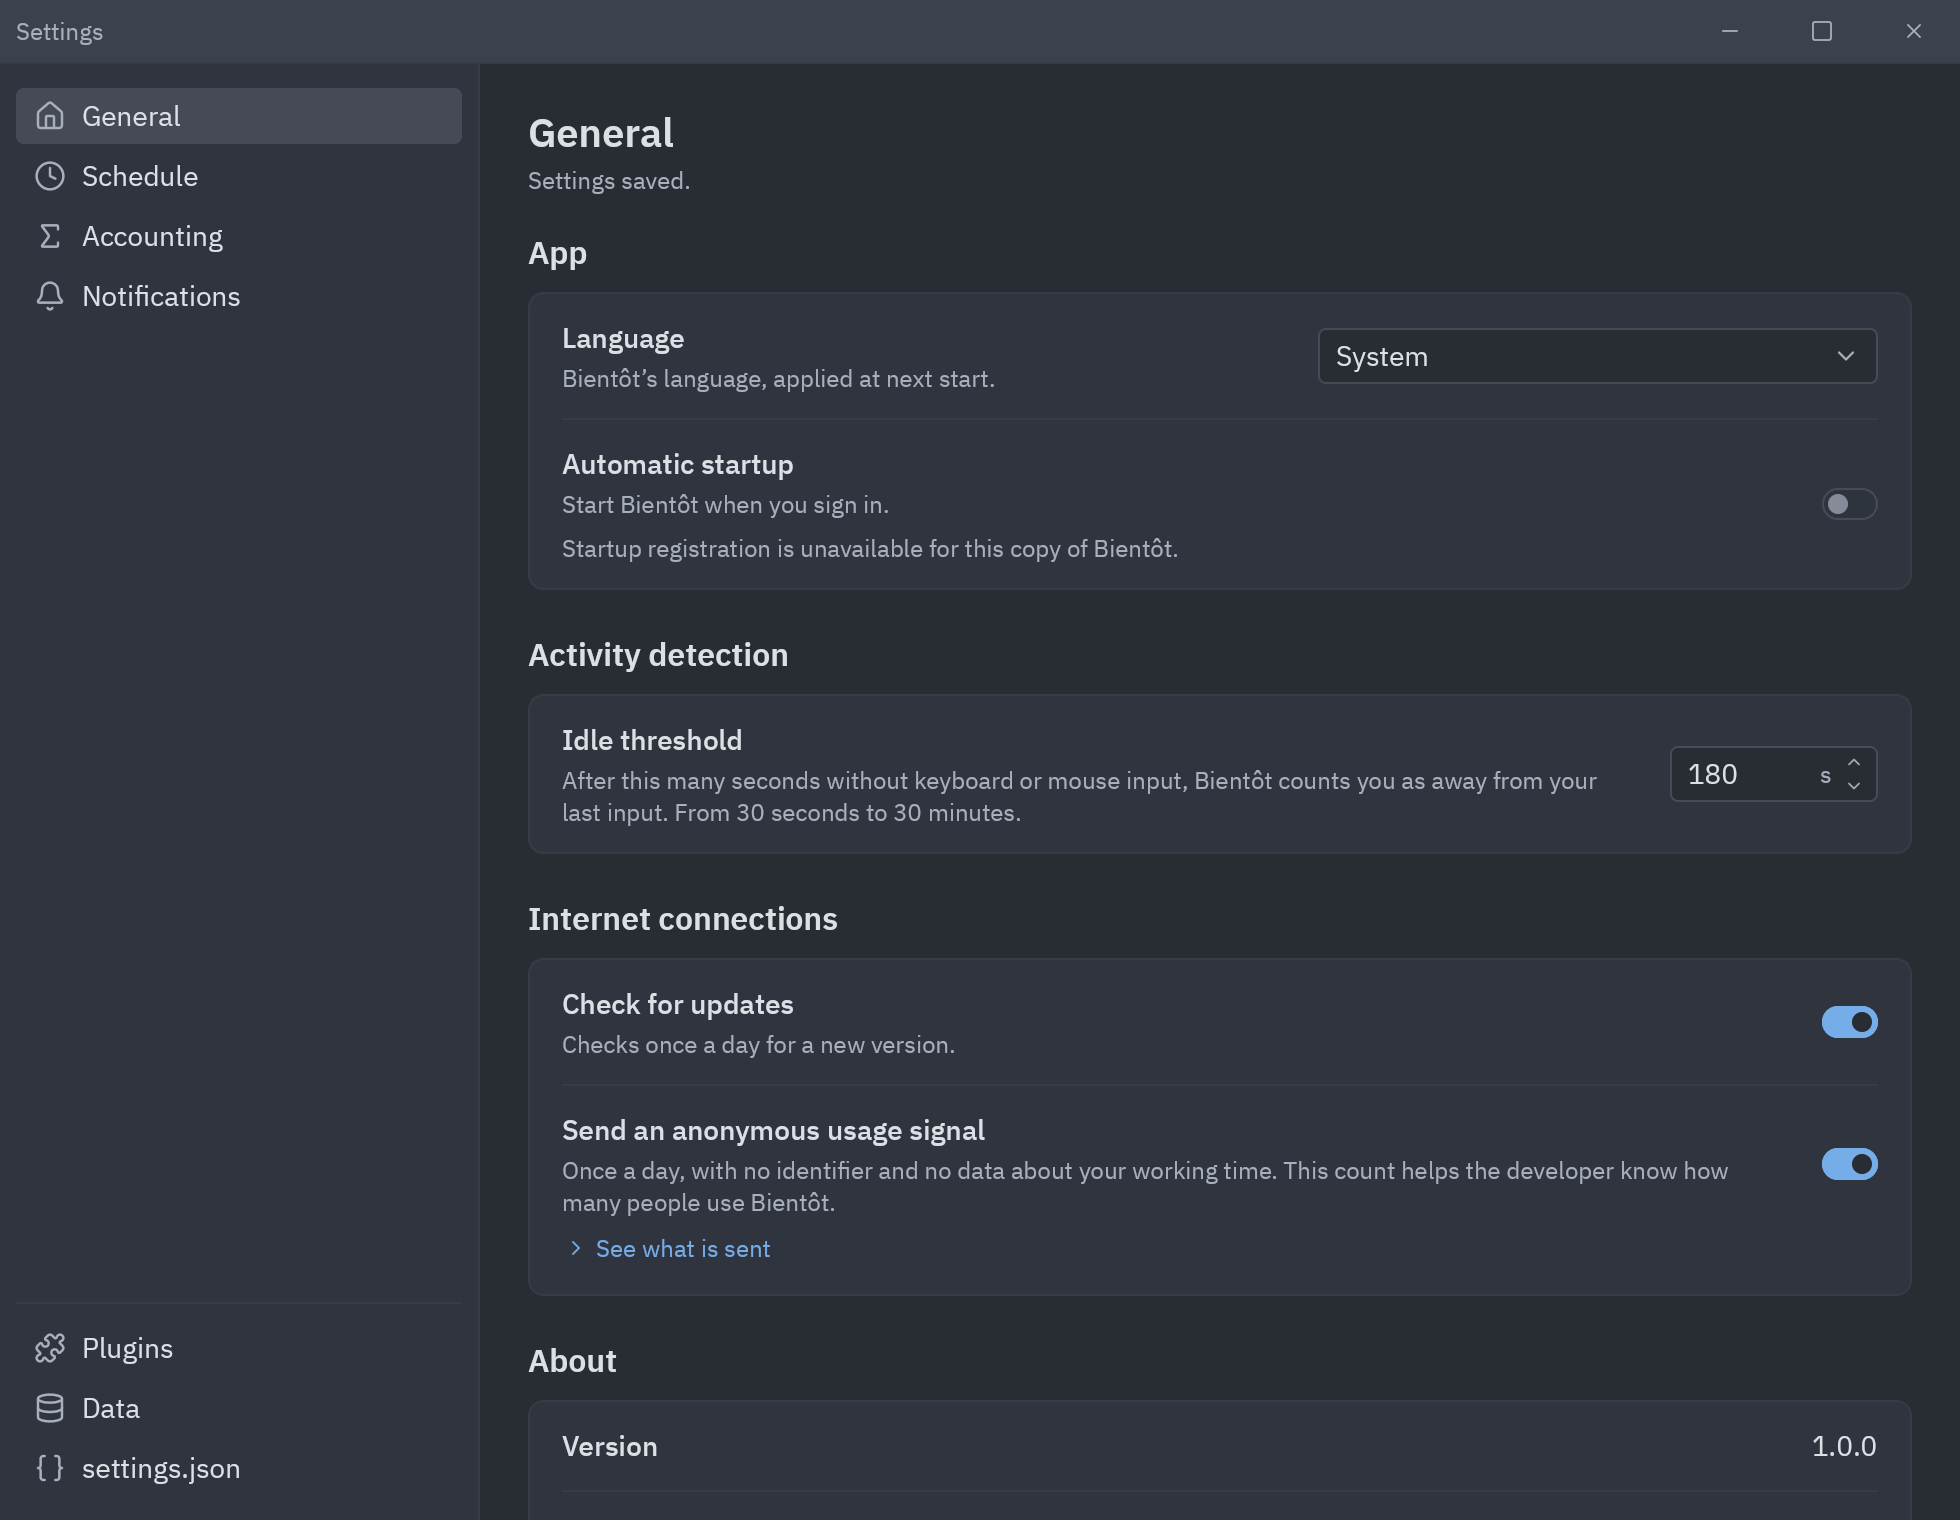 Settings
General
Schedule
Accounting
Notifications
Plugins
Data
settings.json
General
Settings saved.
App
Language
Bientôt’s language, applied at next start.
System
Automatic startup
Start Bientôt when you sign in.
Startup registration is unavailable for this copy of Bientôt.
Activity detection
Idle threshold
After this many seconds without keyboard or mouse input, Bientôt counts you as away from your
last input. From 30 seconds to 30 minutes.
180 s
Internet connections
Check for updates
Checks once a day for a new version.
Send an anonymous usage signal
Once a day, with no identifier and no data about your working time. This count helps the developer know how
many people use Bientôt.
See what is sent
About
Version
1.0.0